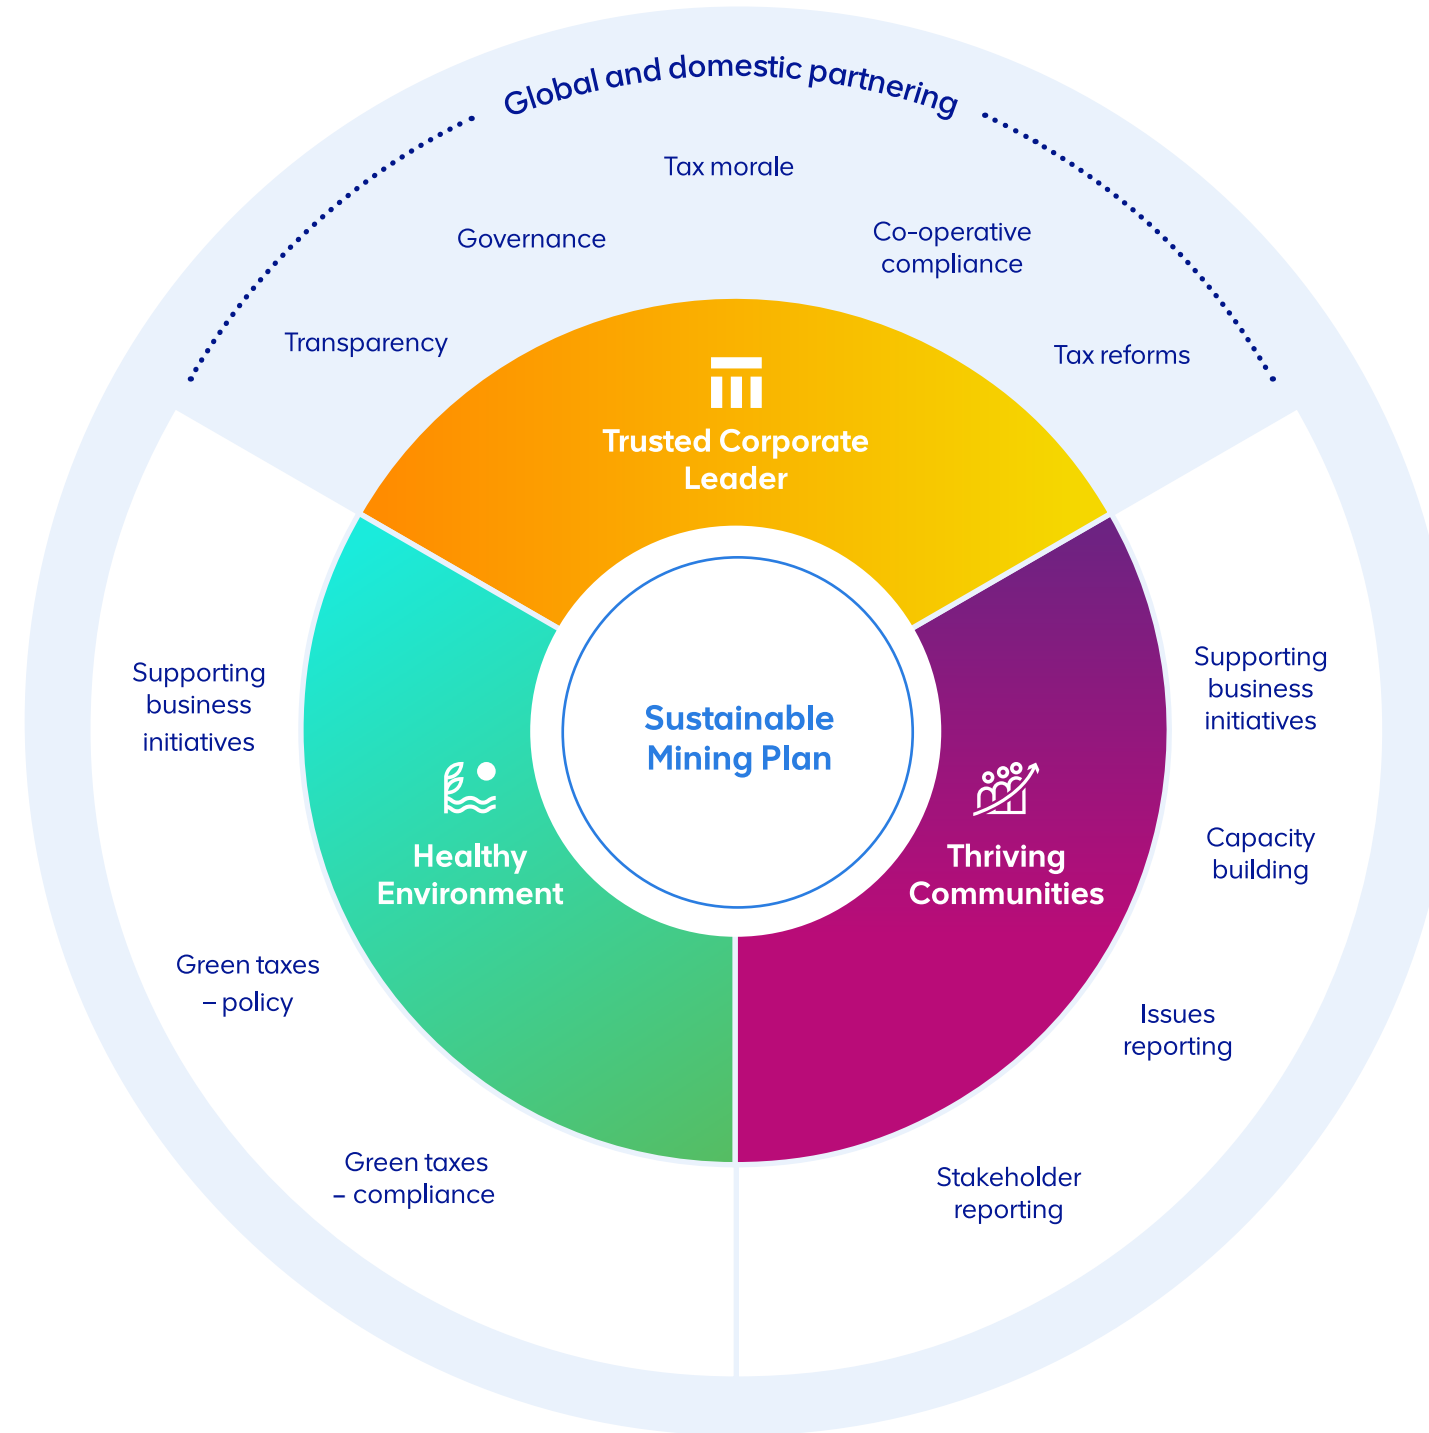 Global and domestic partnering
Tax morale
Governance
Co-operative
compliance
Transparency
Tax reforms
Trusted Corporate
Leader
Supporting
business
initiatives
Sustainable
Mining Plan
Supporting
business
initiatives
Healthy
Environment
Thriving
Communities
Capacity
building
Green taxes
– policy
Issues
reporting
Green taxes
– compliance
Stakeholder
reporting